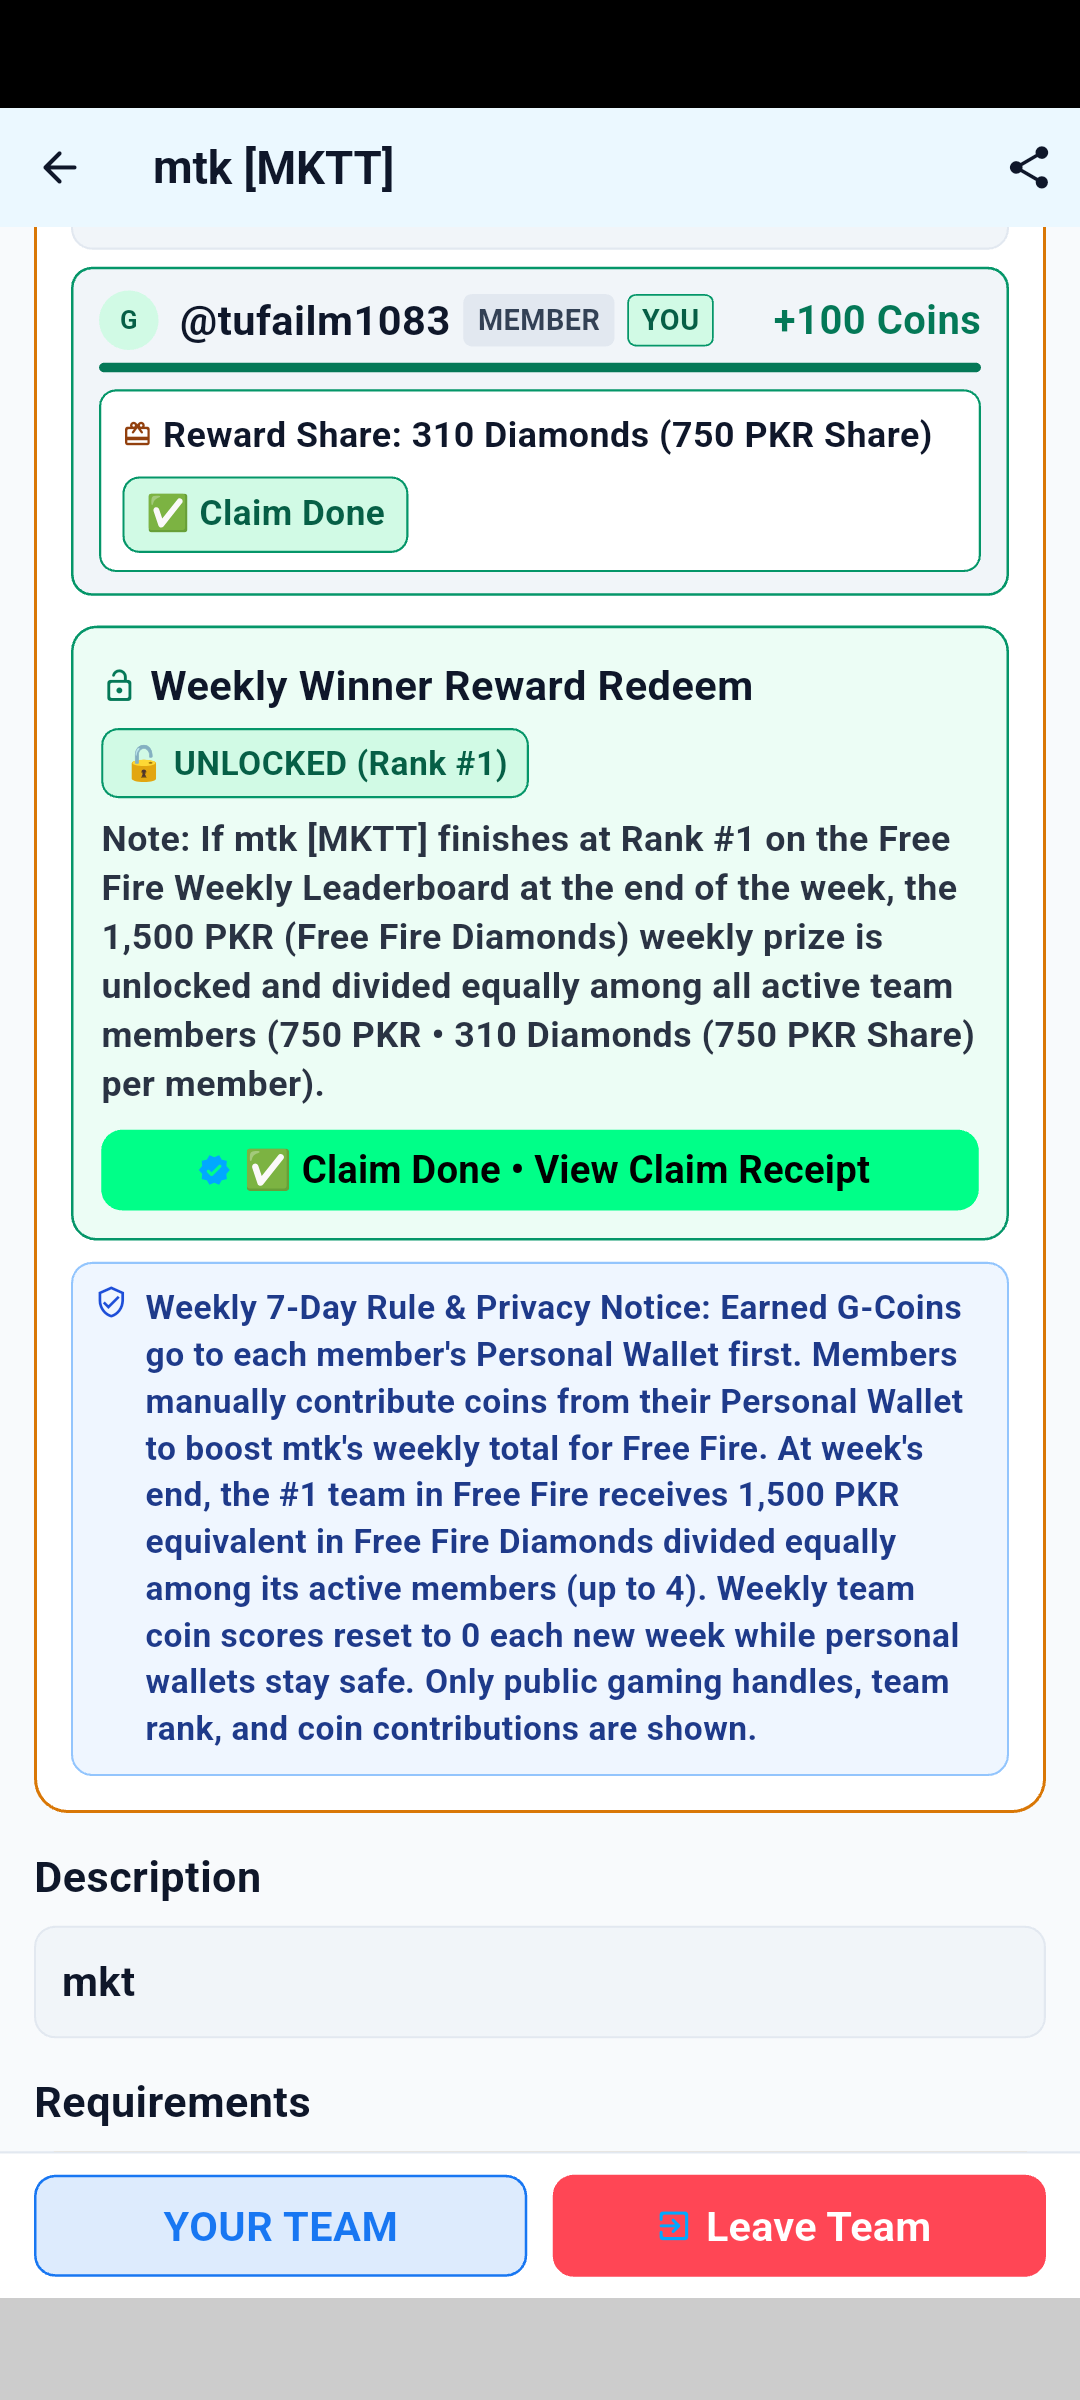 mtk [MKTT]
G @tufailm1083 MEMBER YOU +100 Coins
Reward Share: 310 Diamonds (750 PKR Share)
✅ Claim Done
Weekly Winner Reward Redeem
🔓 UNLOCKED (Rank #1)
Note: If mtk [MKTT] finishes at Rank #1 on the Free
Fire Weekly Leaderboard at the end of the week, the
1,500 PKR (Free Fire Diamonds) weekly prize is
unlocked and divided equally among all active team
members (750 PKR • 310 Diamonds (750 PKR Share)
per member).
✅ Claim Done • View Claim Receipt
Weekly 7-Day Rule & Privacy Notice: Earned G-Coins
go to each member's Personal Wallet first. Members
manually contribute coins from their Personal Wallet
to boost mtk's weekly total for Free Fire. At week's
end, the #1 team in Free Fire receives 1,500 PKR
equivalent in Free Fire Diamonds divided equally
among its active members (up to 4). Weekly team
coin scores reset to 0 each new week while personal
wallets stay safe. Only public gaming handles, team
rank, and coin contributions are shown.
Description
mkt
Requirements
YOUR TEAM
Leave Team